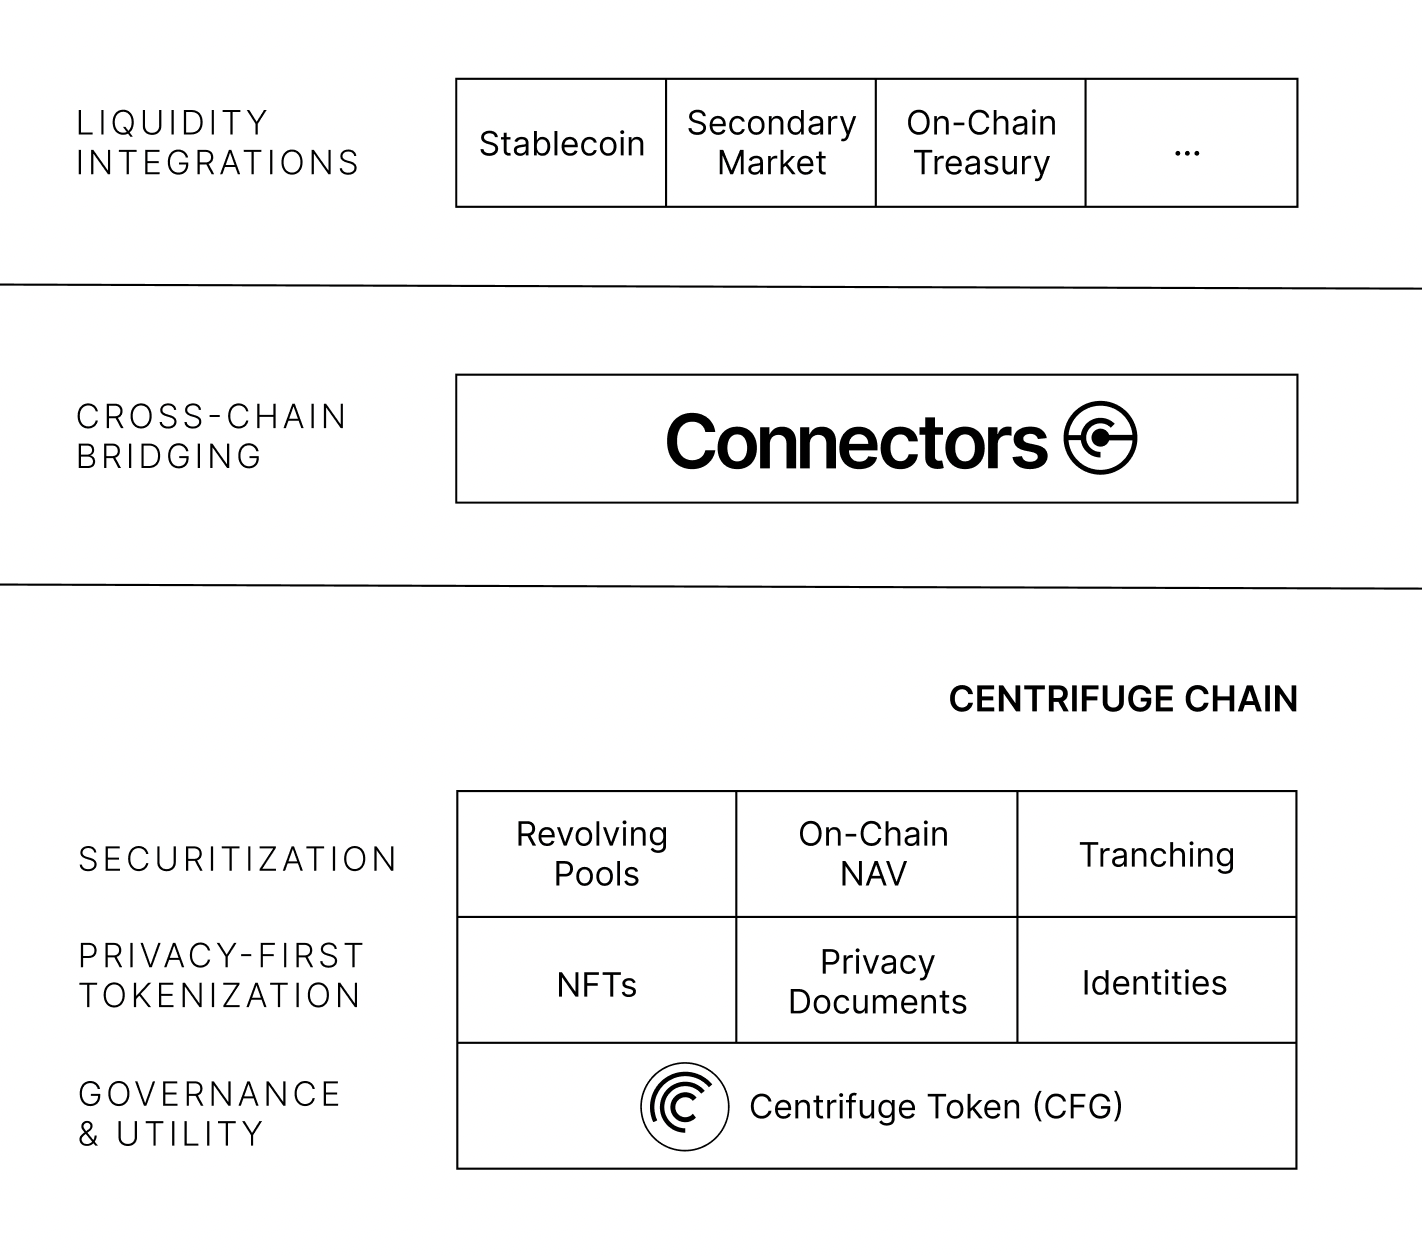 LIQUIDITY
INTEGRATIONS
Stablecoin
Secondary
Market
On-Chain
Treasury
...
CROSS-CHAIN
BRIDGING
Connectors
CENTRIFUGE CHAIN
SECURITIZATION
Revolving
Pools
On-Chain
NAV
Tranching
PRIVACY-FIRST
TOKENIZATION
NFTs
Privacy
Documents
Identities
GOVERNANCE
& UTILITY
Centrifuge Token (CFG)